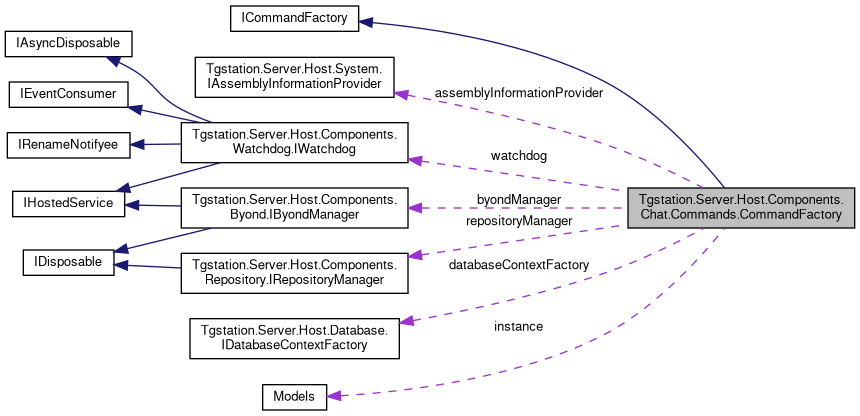 ICommandFactory
IAsyncDisposable
Tgstation.Server.Host.System.
IAssemblyInformationProvider
assemblyInformationProvider
IEventConsumer
IRenameNotifyee
Tgstation.Server.Host.Components.
Watchdog.IWatchdog
watchdog
IHostedService
Tgstation.Server.Host.Components.
Byond.IByondManager
byondManager
Tgstation.Server.Host.Components.
Chat.Commands.CommandFactory
repositoryManager
IDisposable
Tgstation.Server.Host.Components.
Repository.IRepositoryManager
databaseContextFactory
Tgstation.Server.Host.Database.
IDatabaseContextFactory
instance
Models